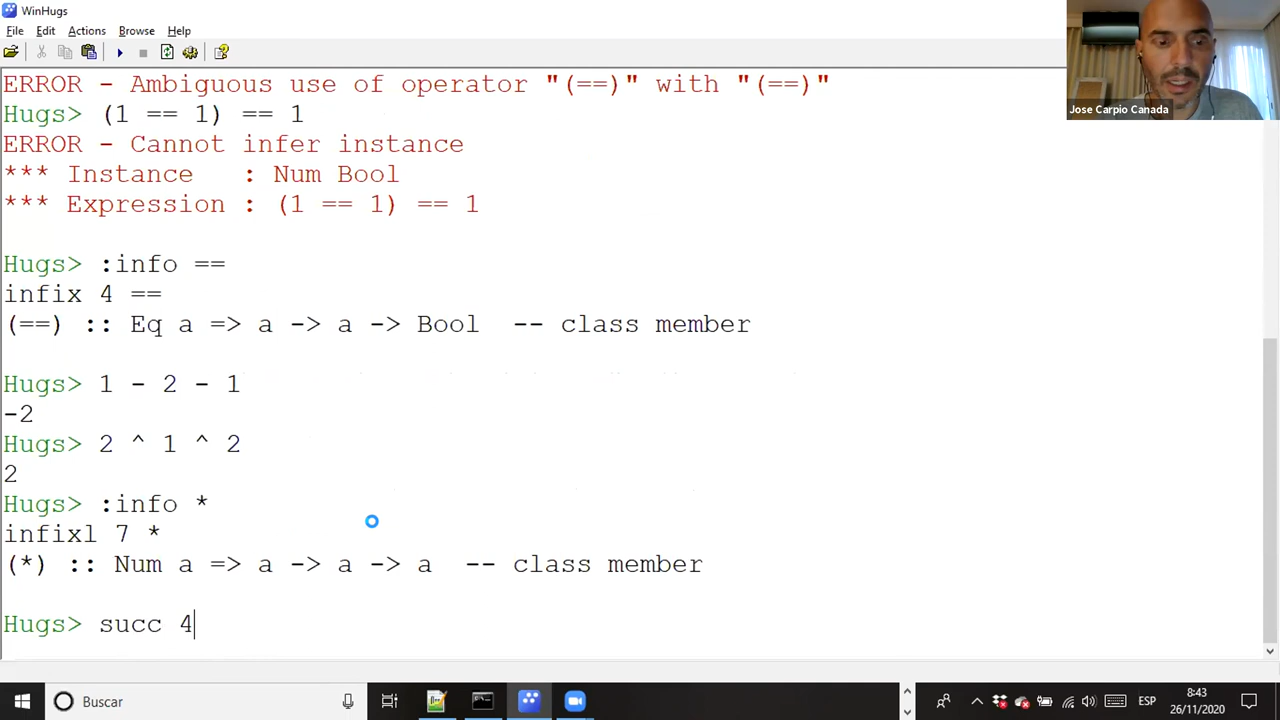 WinHugs
File Edit Actions Browse Help
ERROR - Ambiguous use of operator "(==)" with "(==)"
Hugs> (1 == 1) == 1
ERROR - Cannot infer instance
*** Instance   : Num Bool
*** Expression : (1 == 1) == 1
Hugs> :info ==
infix 4 ==
(==) :: Eq a => a -> a -> Bool  -- class member
Hugs> 1 - 2 - 1
-2
Hugs> 2 ^ 1 ^ 2
2
Hugs> :info *
infixl 7 *
(*) :: Num a => a -> a -> a  -- class member
Hugs> succ 4
Jose Carpio Canada
Buscar
ESP
8:43
26/11/2020